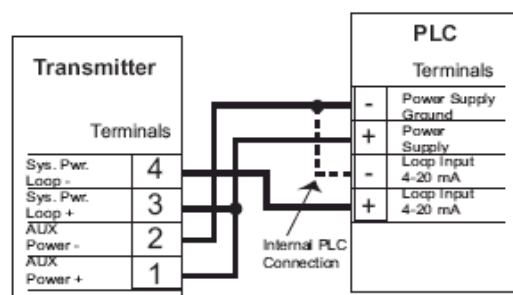 Transmitter
Terminals
Sys. Pwr.
Loop -
4
Sys. Pwr.
Loop +
3
AUX
Power -
2
AUX
Power +
1
Internal PLC
Connection
PLC
Terminals
-
Power Supply
Ground
+
Power
Supply
-
Loop Input
4-20 mA
+
Loop Input
4-20 mA